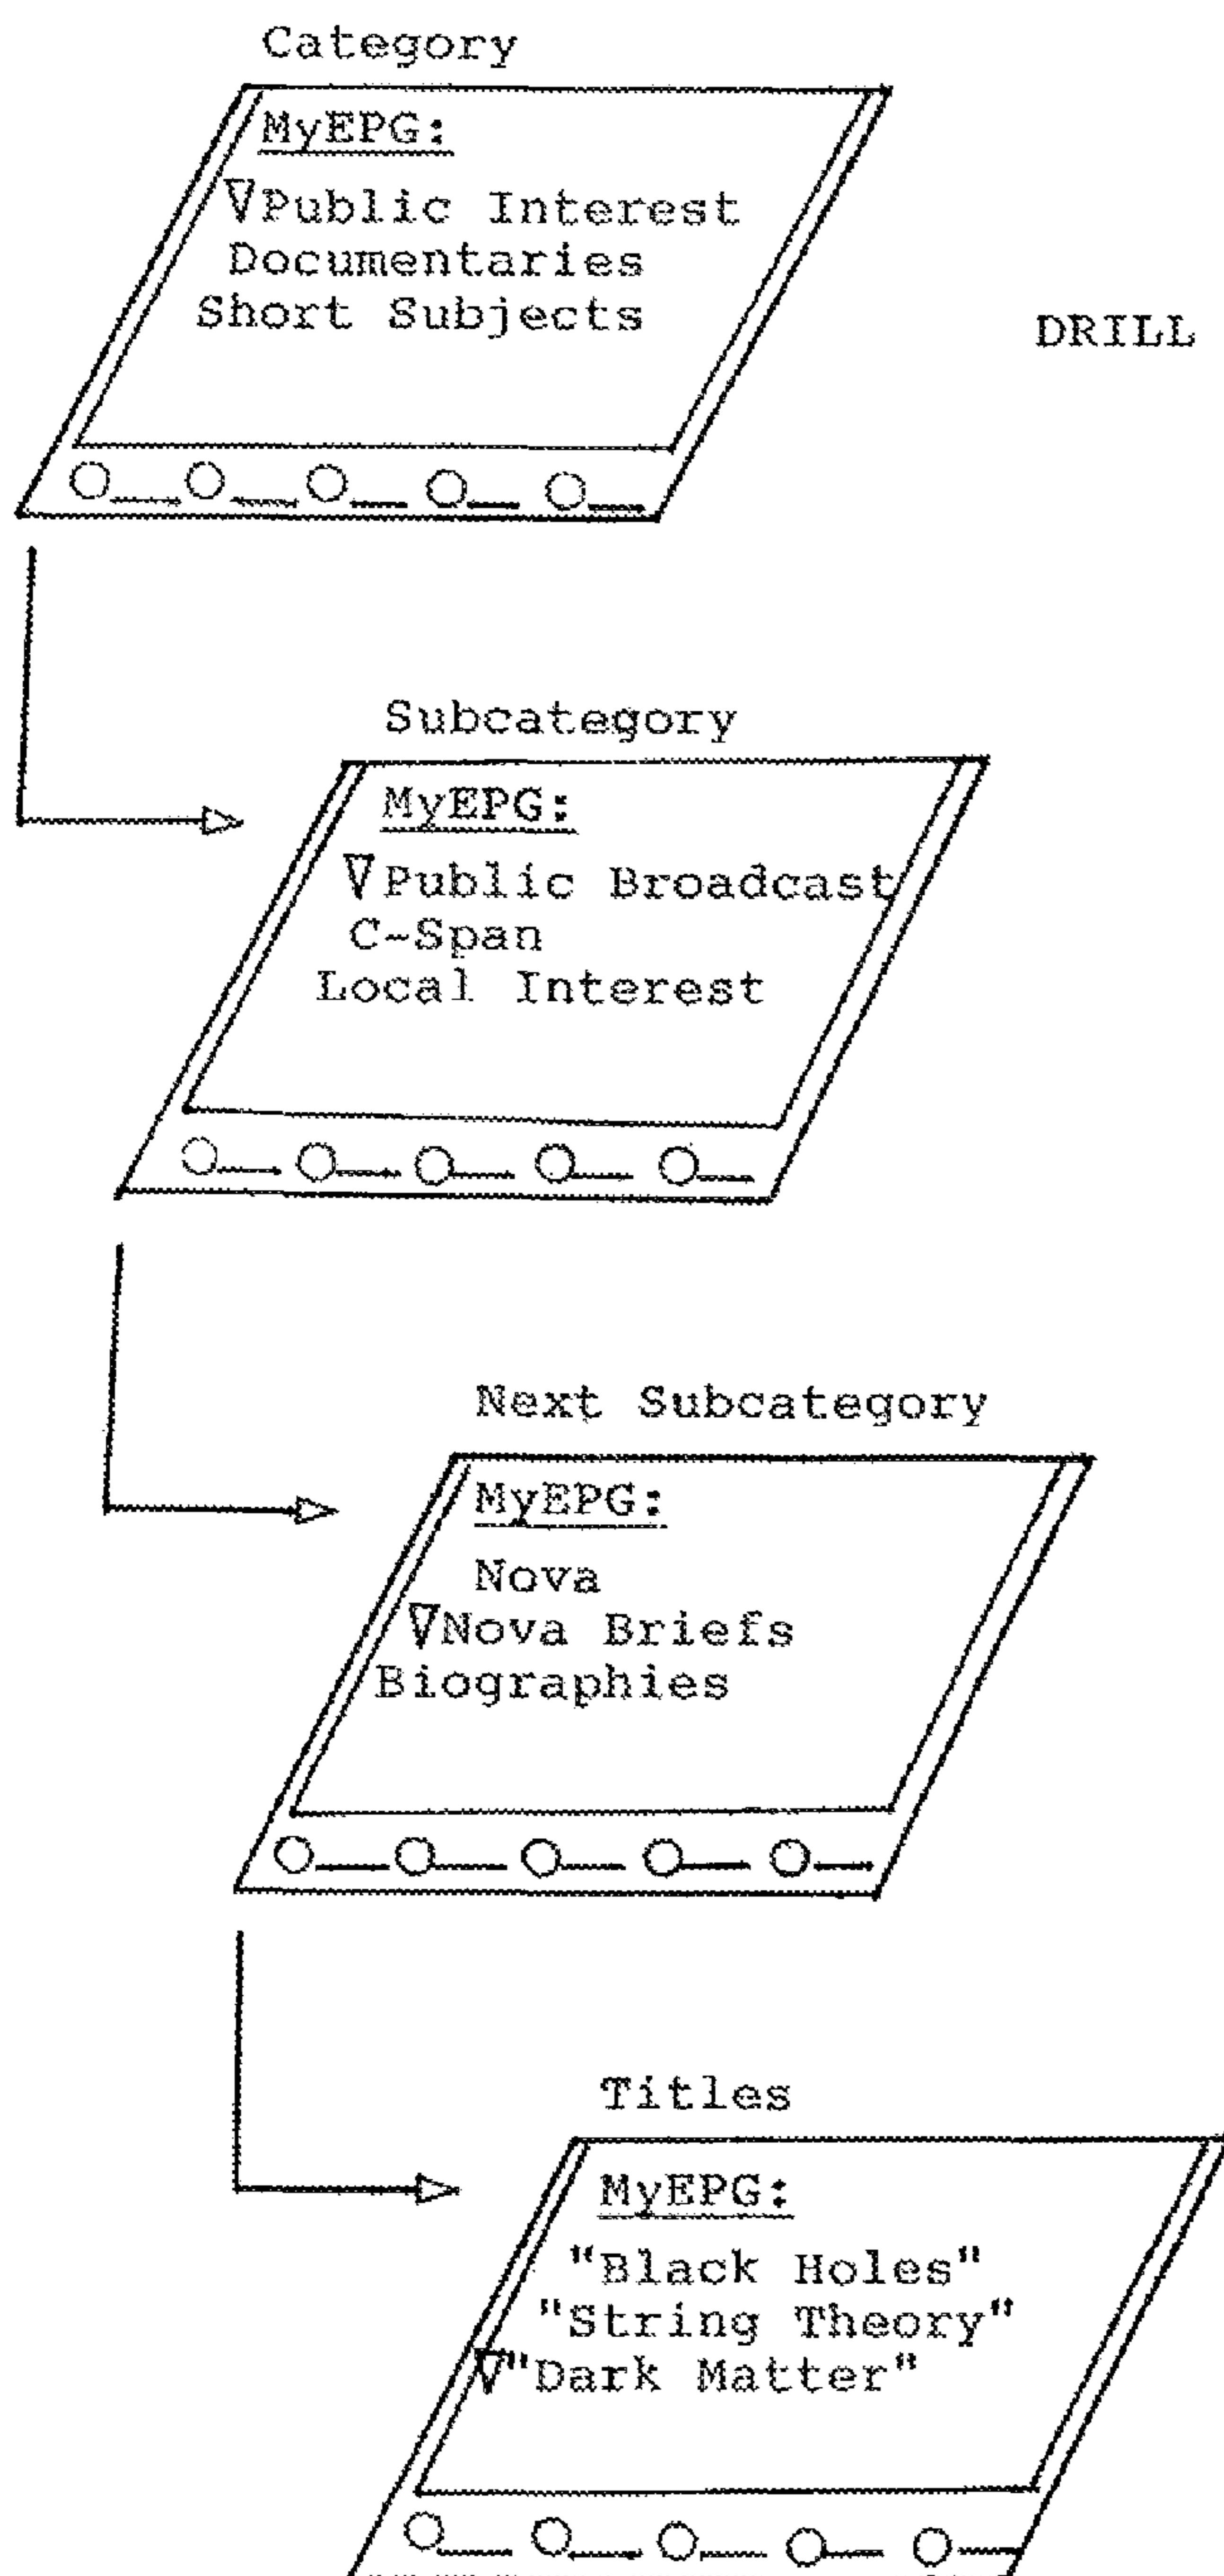 Category
MyEPG:
∇Public Interest
Documentaries
Short Subjects
DRILL
Subcategory
MyEPG:
∇Public Broadcast
C-Span
Local Interest
Next Subcategory
MyEPG:
Nova
∇Nova Briefs
Biographies
Titles
MyEPG:
"Black Holes"
"String Theory"
∇"Dark Matter"